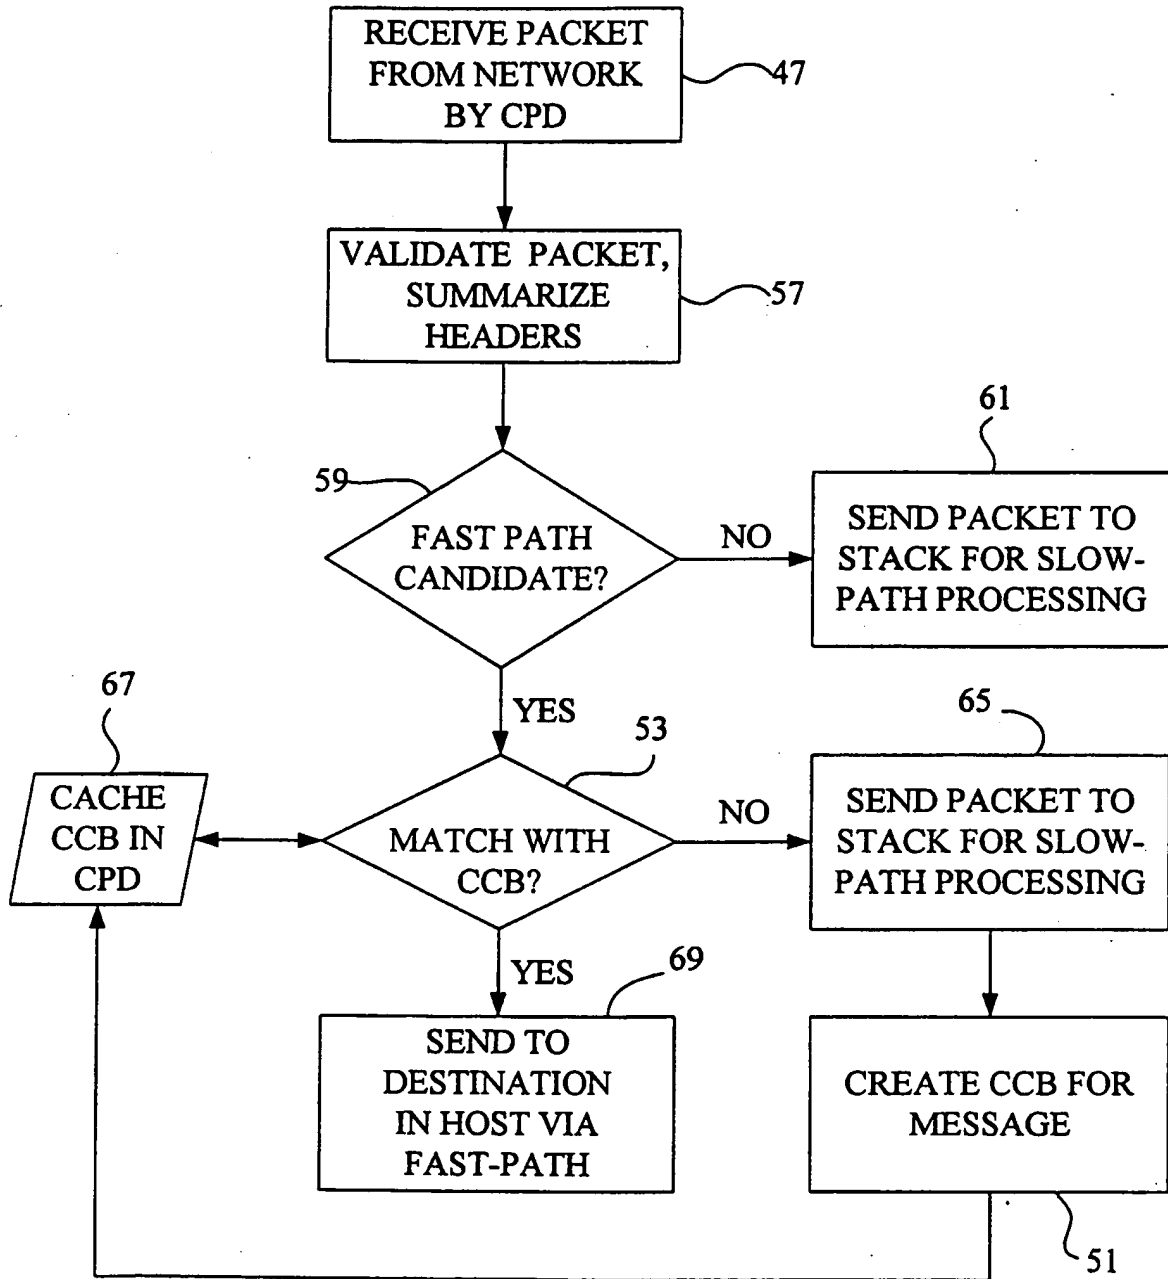 RECEIVE PACKET
FROM NETWORK
BY CPD
47
VALIDATE PACKET,
SUMMARIZE
HEADERS
57
59
FAST PATH
CANDIDATE?
NO
61
SEND PACKET TO
STACK FOR SLOW-
PATH PROCESSING
YES
67
CACHE
CCB IN
CPD
53
MATCH WITH
CCB?
NO
65
SEND PACKET TO
STACK FOR SLOW-
PATH PROCESSING
YES
69
SEND TO
DESTINATION
IN HOST VIA
FAST-PATH
CREATE CCB FOR
MESSAGE
51